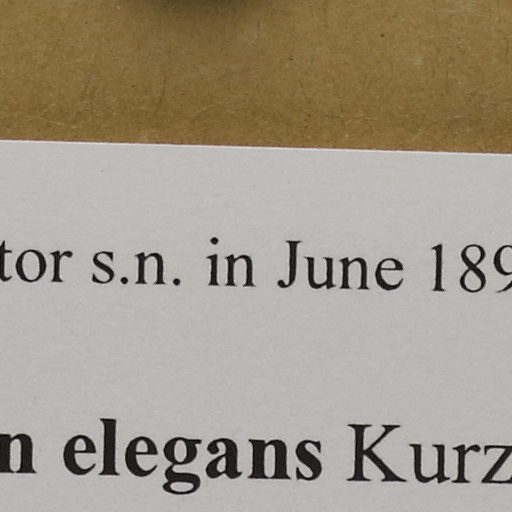 tor s.n. in June 189
n elegans Kurz